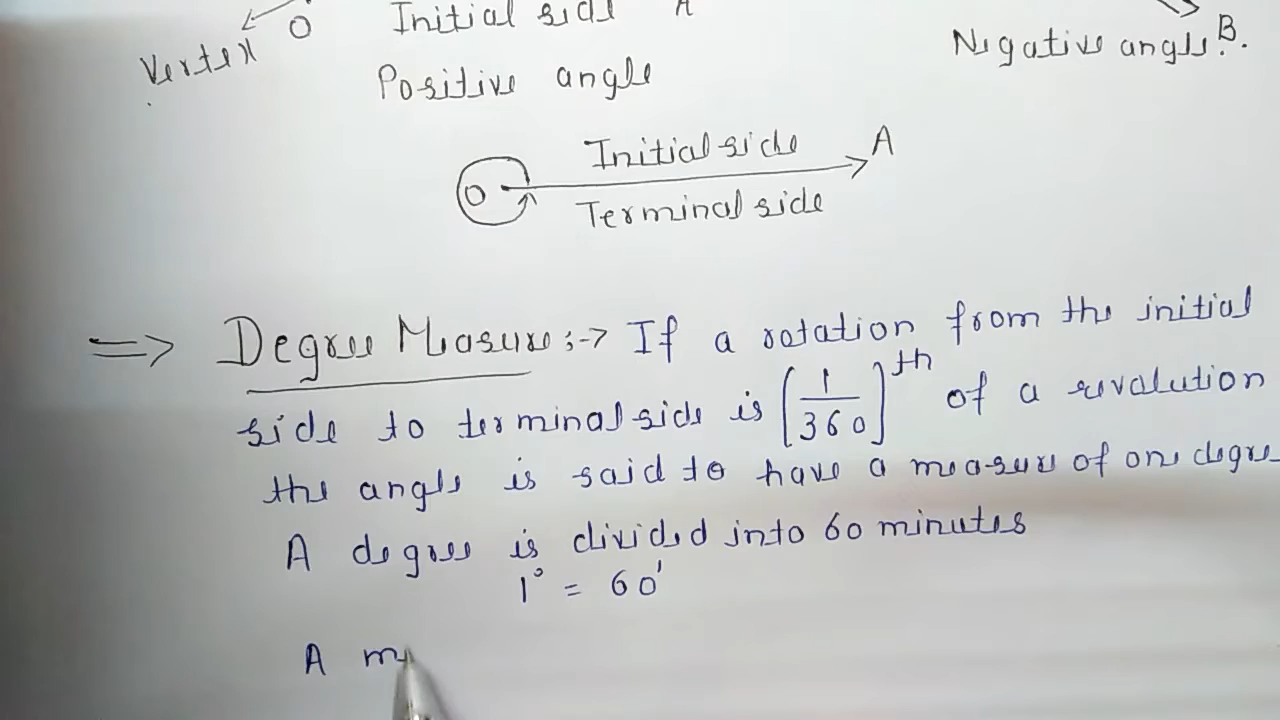 O Initial side A
Vertex
Negative angle. B.
Positive angle
Initial side A
O
Terminal side
=> Degree Measure :-> If a rotation from the initial
side to terminal side is [1/360]th of a revalution
the angle is said to have a measure of one degree
A degree is divided into 60 minutes
1° = 60'
A m